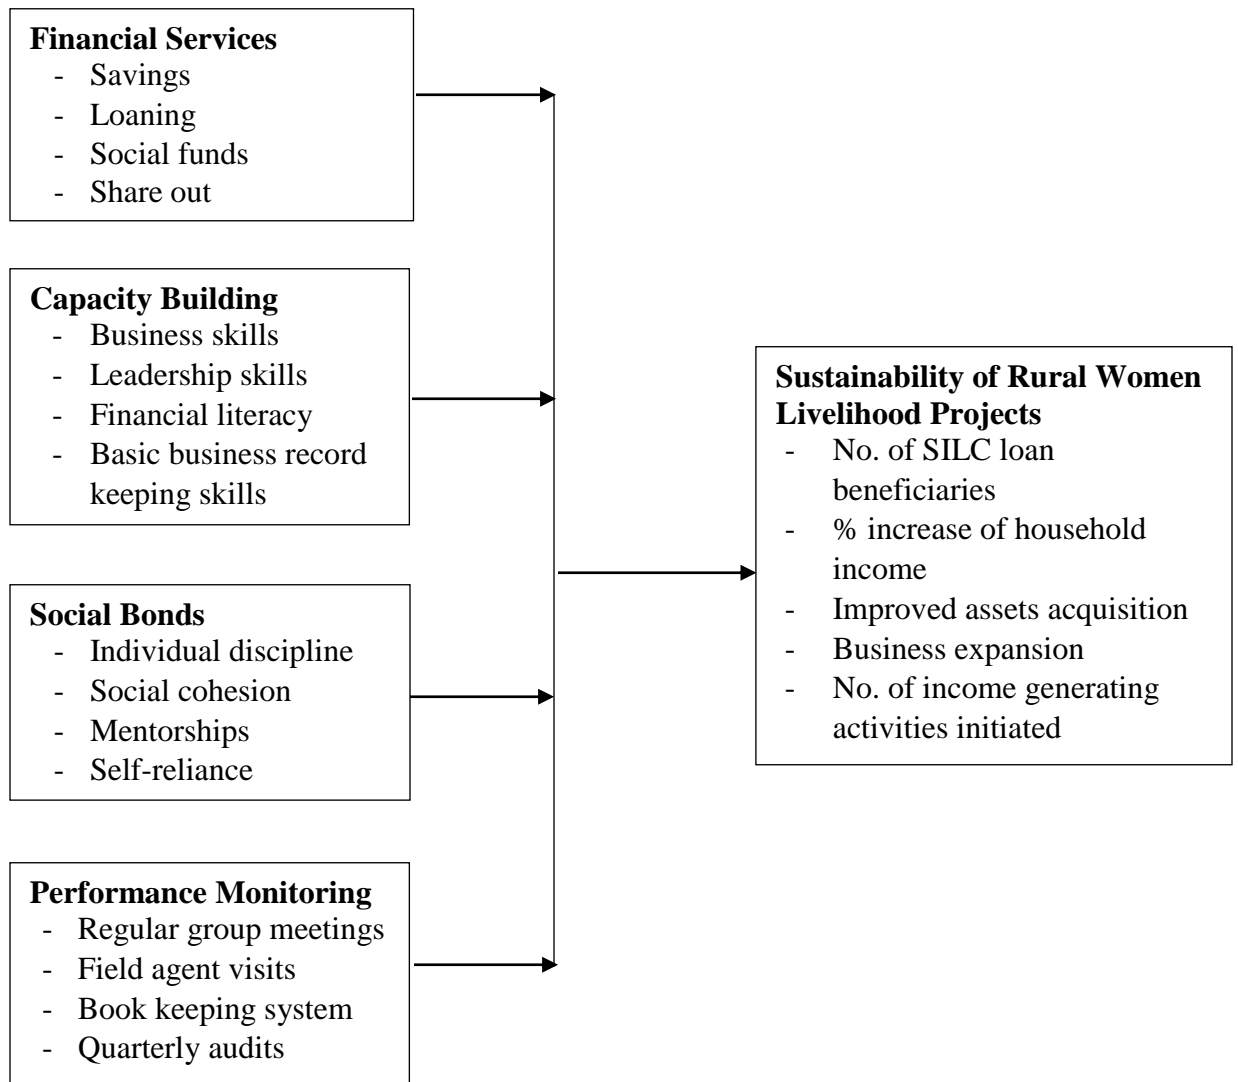 Financial Services
- Savings
- Loaning
- Social funds
- Share out
Capacity Building
- Business skills
- Leadership skills
- Financial literacy
- Basic business record
keeping skills
Social Bonds
- Individual discipline
- Social cohesion
- Mentorships
- Self-reliance
Performance Monitoring
- Regular group meetings
- Field agent visits
- Book keeping system
- Quarterly audits
Sustainability of Rural Women
Livelihood Projects
- No. of SILC loan
beneficiaries
- % increase of household
income
- Improved assets acquisition
- Business expansion
- No. of income generating
activities initiated